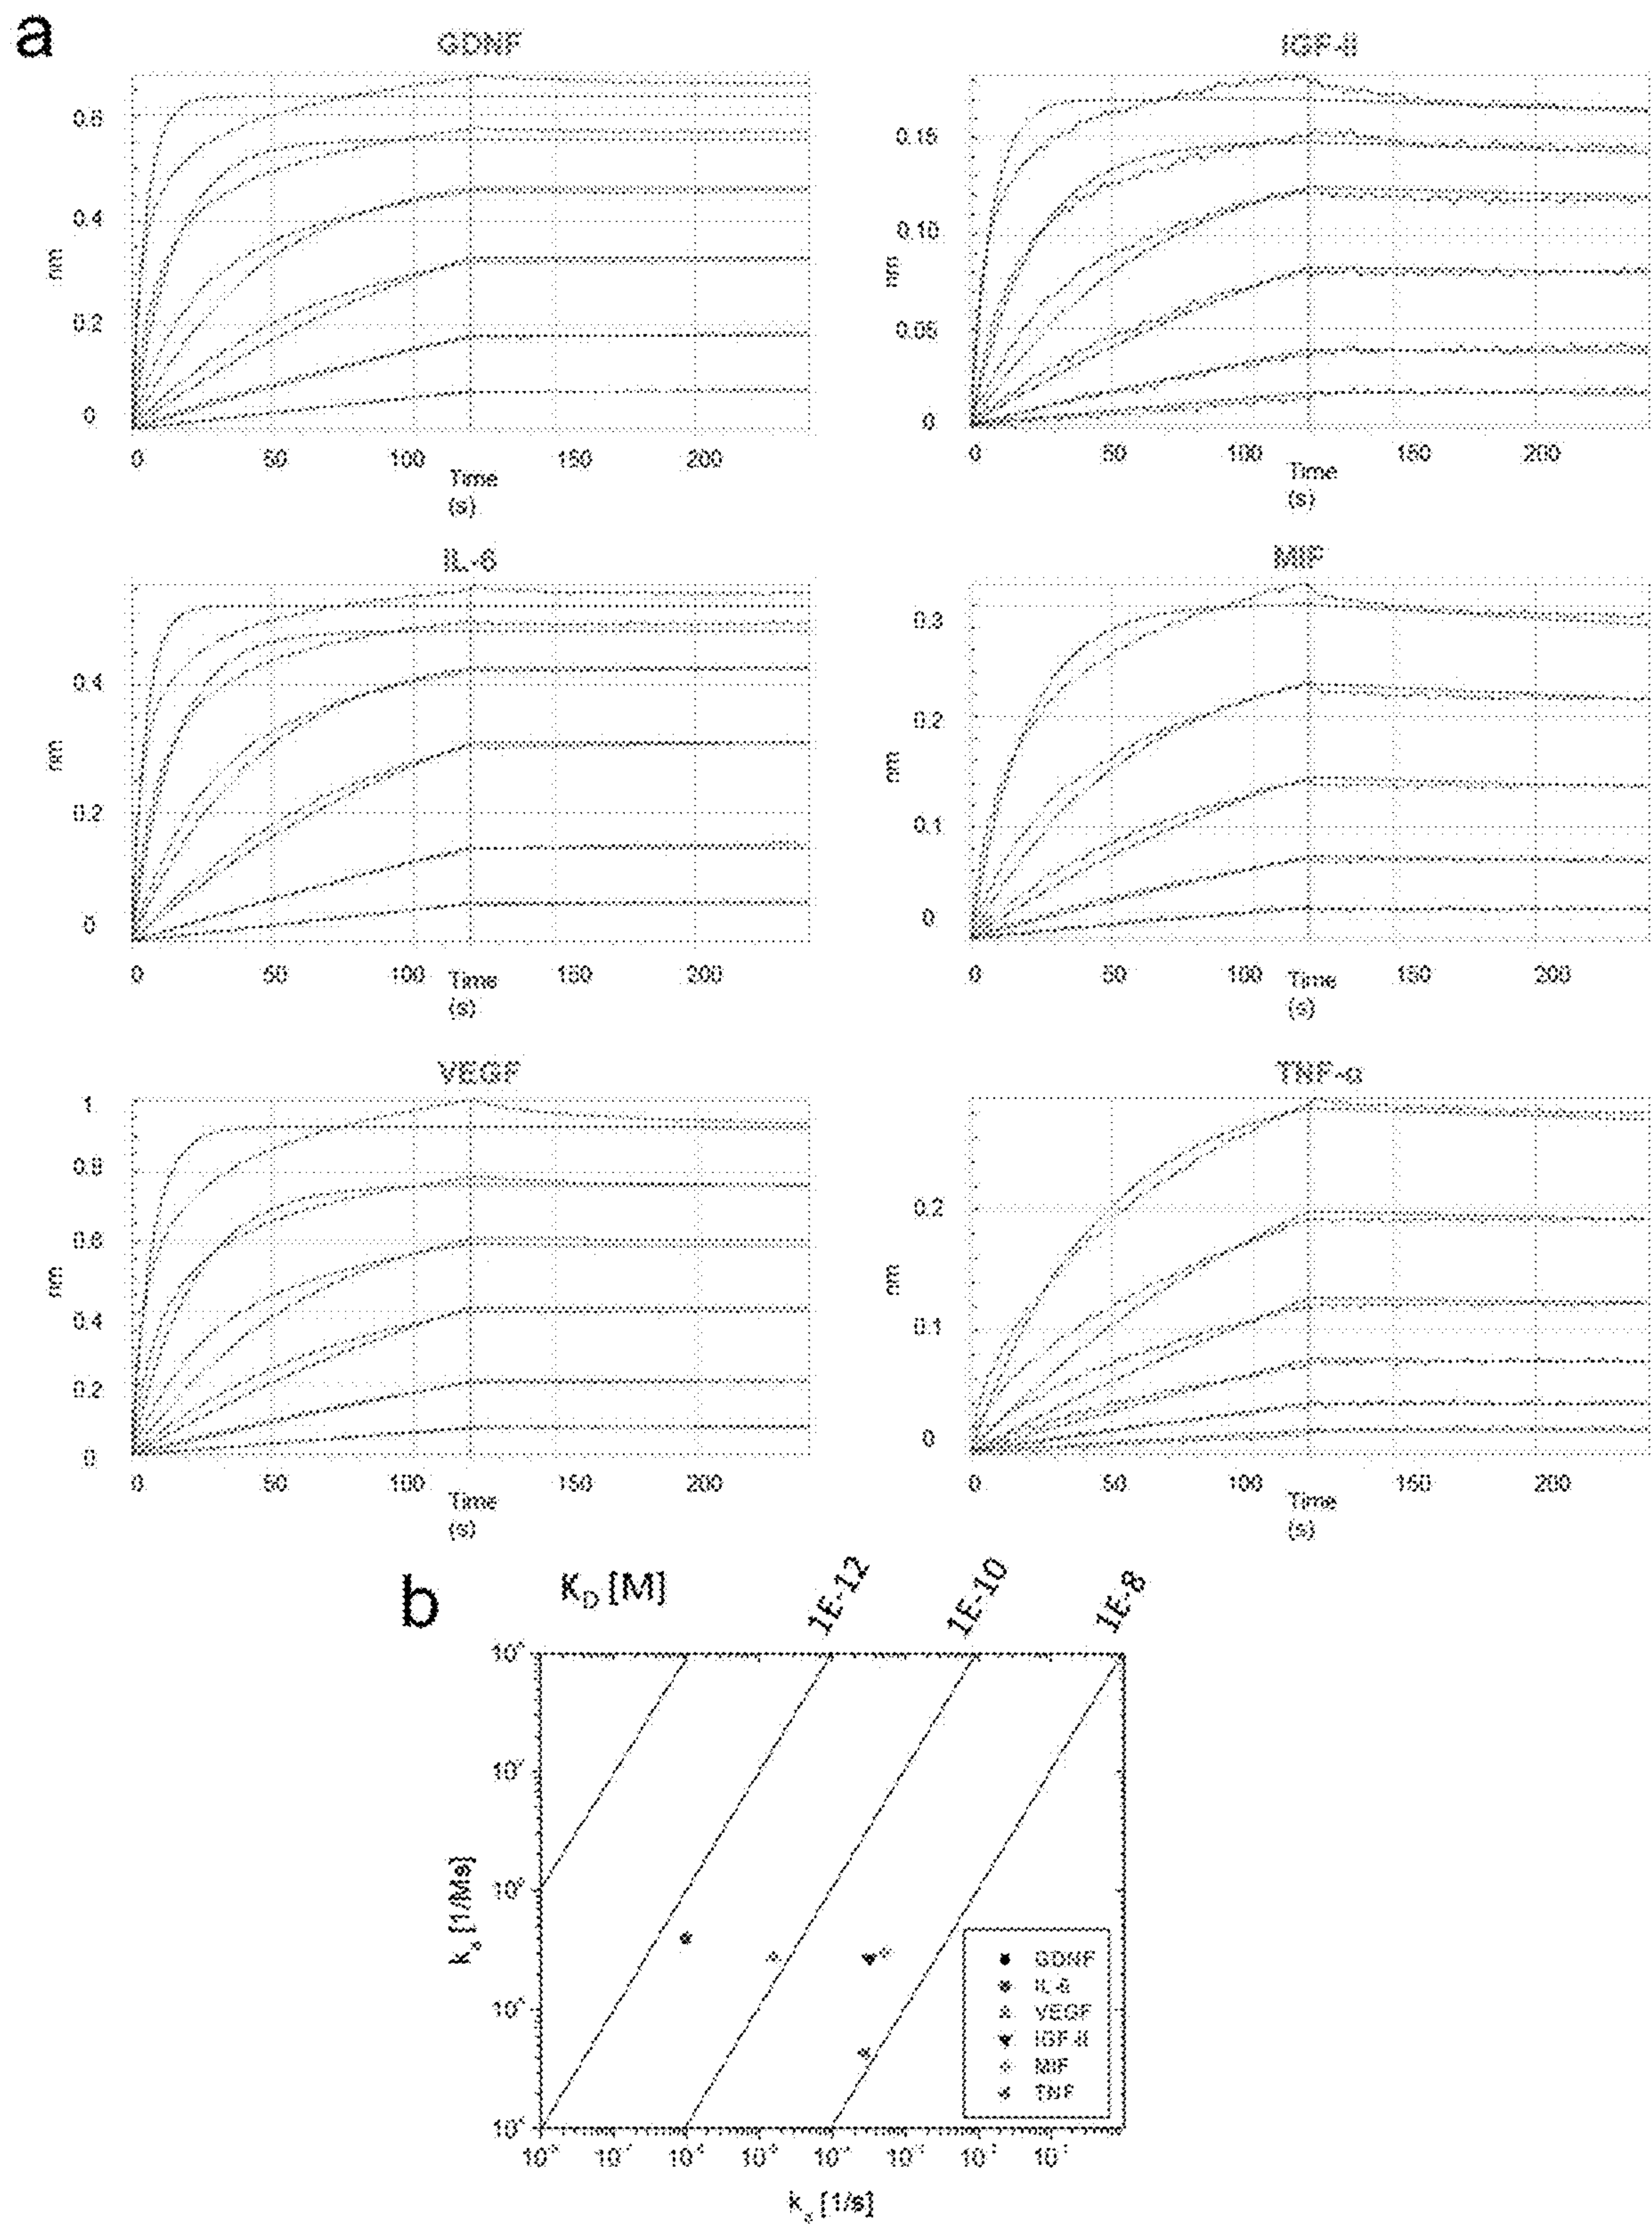 a
GDNF
0.6
0.4
0.2
0
nm
0 50 100 150 200
Time
(s)
IGF-II
0.15
0.10
0.05
0
nm
0 50 100 150 200
Time
(s)
IL-6
0.4
0.2
0
nm
0 50 100 150 200
Time
(s)
MIF
0.3
0.2
0.1
0
nm
0 50 100 150 200
Time
(s)
VEGF
1
0.8
0.6
0.4
0.2
0
nm
0 50 100 150 200
Time
(s)
TNF-α
0.2
0.1
0
nm
0 50 100 150 200
Time
(s)
b
K_D [M]
1E-12
1E-10
1E-8
k [1/Ms]
GDNF
IL-6
VEGF
IGF-II
MIF
TNF
k [1/s]